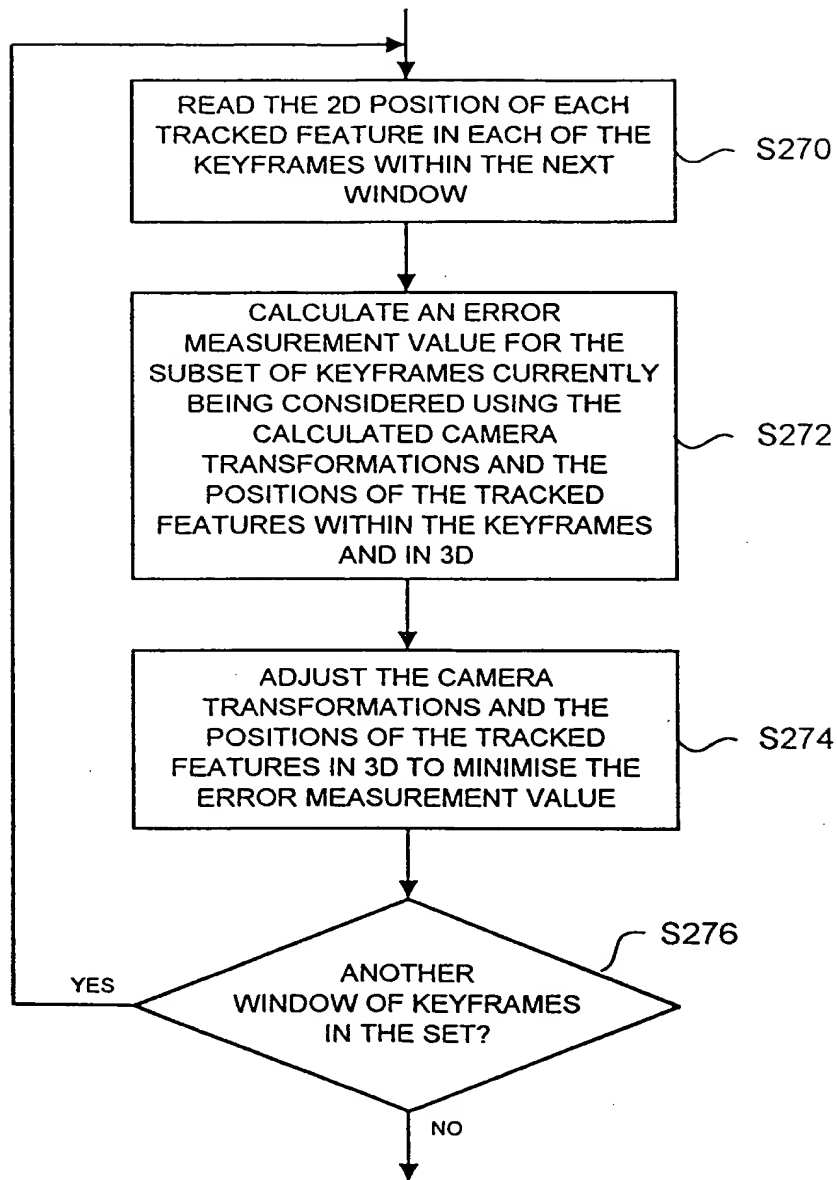 READ THE 2D POSITION OF EACH
TRACKED FEATURE IN EACH OF THE
KEYFRAMES WITHIN THE NEXT
WINDOW
S270
CALCULATE AN ERROR
MEASUREMENT VALUE FOR THE
SUBSET OF KEYFRAMES CURRENTLY
BEING CONSIDERED USING THE
CALCULATED CAMERA
TRANSFORMATIONS AND THE
POSITIONS OF THE TRACKED
FEATURES WITHIN THE KEYFRAMES
AND IN 3D
S272
ADJUST THE CAMERA
TRANSFORMATIONS AND THE
POSITIONS OF THE TRACKED
FEATURES IN 3D TO MINIMISE THE
ERROR MEASUREMENT VALUE
S274
S276
YES
ANOTHER
WINDOW OF KEYFRAMES
IN THE SET?
NO